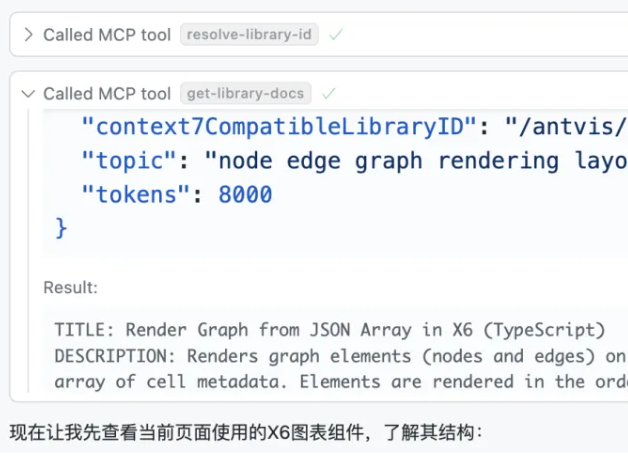 Called MCP tool resolve-library-id
Called MCP tool get-library-docs
"context7CompatibleLibraryID": "/antvis/
"topic": "node edge graph rendering layo
"tokens": 8000
}
Result:
TITLE: Render Graph from JSON Array in X6 (TypeScript)
DESCRIPTION: Renders graph elements (nodes and edges) on
array of cell metadata. Elements are rendered in the orde
现在让我先查看当前页面使用的X6图表组件，了解其结构：